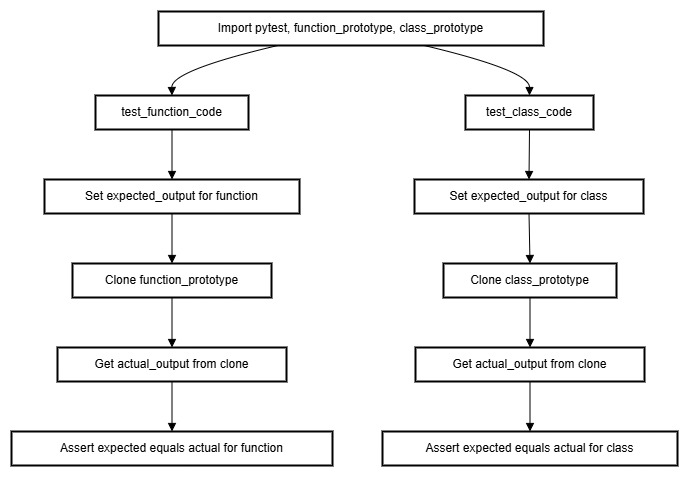 Import pytest, function_prototype, class_prototype
test_function_code
test_class_code
Set expected_output for function
Set expected_output for class
Clone function_prototype
Clone class_prototype
Get actual_output from clone
Get actual_output from clone
Assert expected equals actual for function
Assert expected equals actual for class